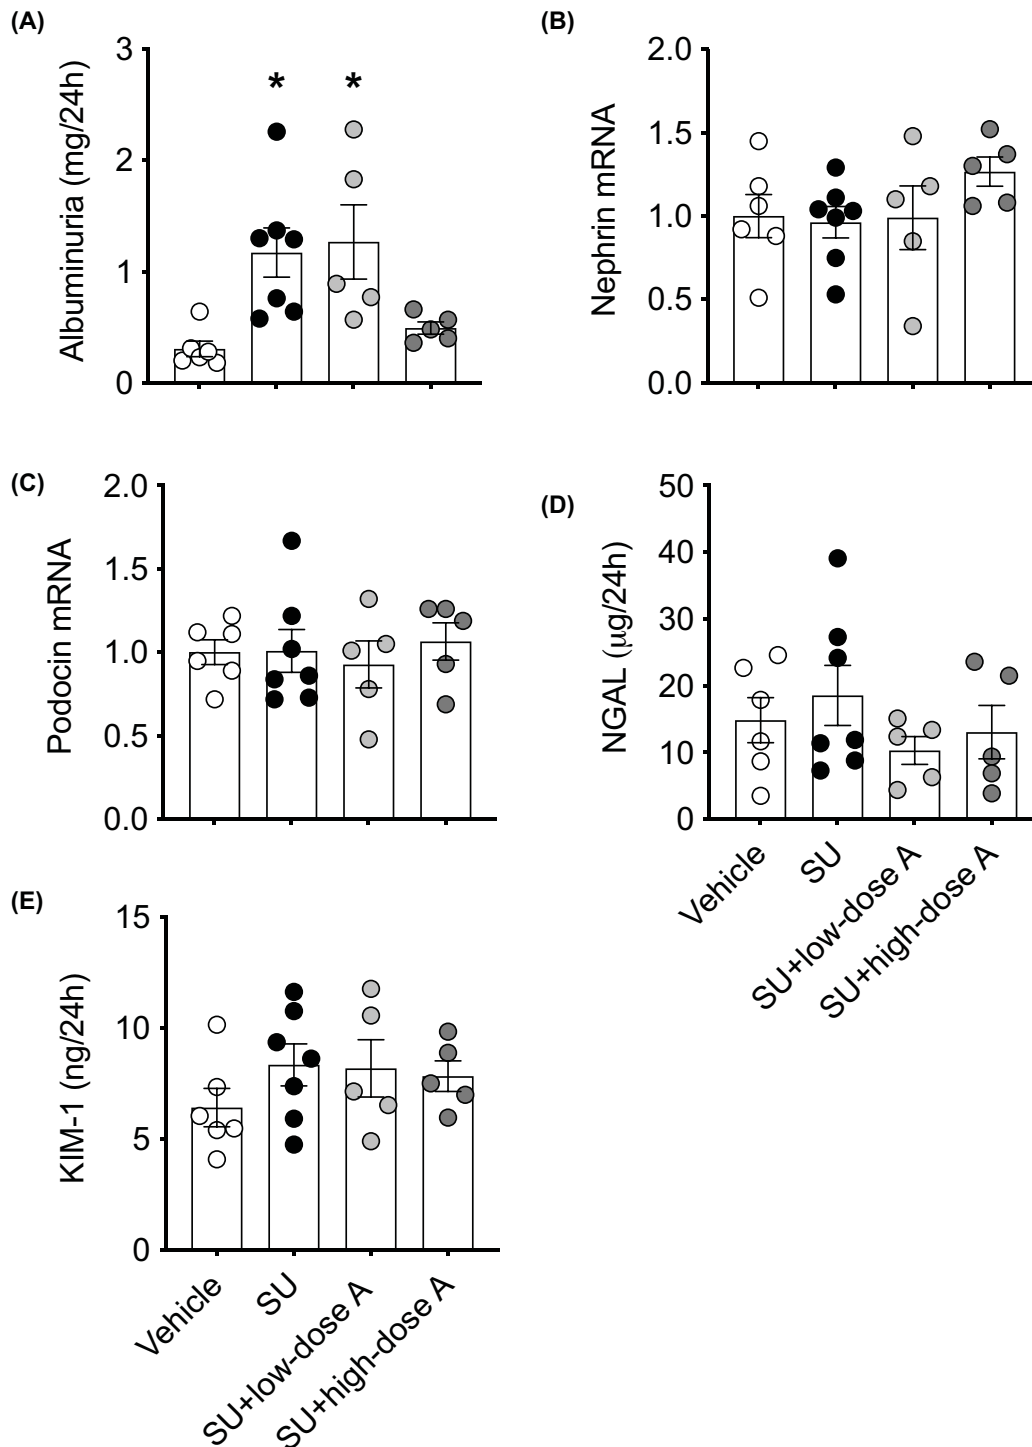 (A)
Albuminuria (mg/24h)
3
2
1
0
*
*
(B)
Nephrin mRNA
2.0
1.5
1.0
0.5
0.0
(C)
Podocin mRNA
2.0
1.5
1.0
0.5
0.0
(D)
NGAL (μg/24h)
50
40
30
20
10
0
Vehicle
SU
SU+low-dose A
SU+high-dose A
(E)
KIM-1 (ng/24h)
15
10
5
0
Vehicle
SU
SU+low-dose A
SU+high-dose A